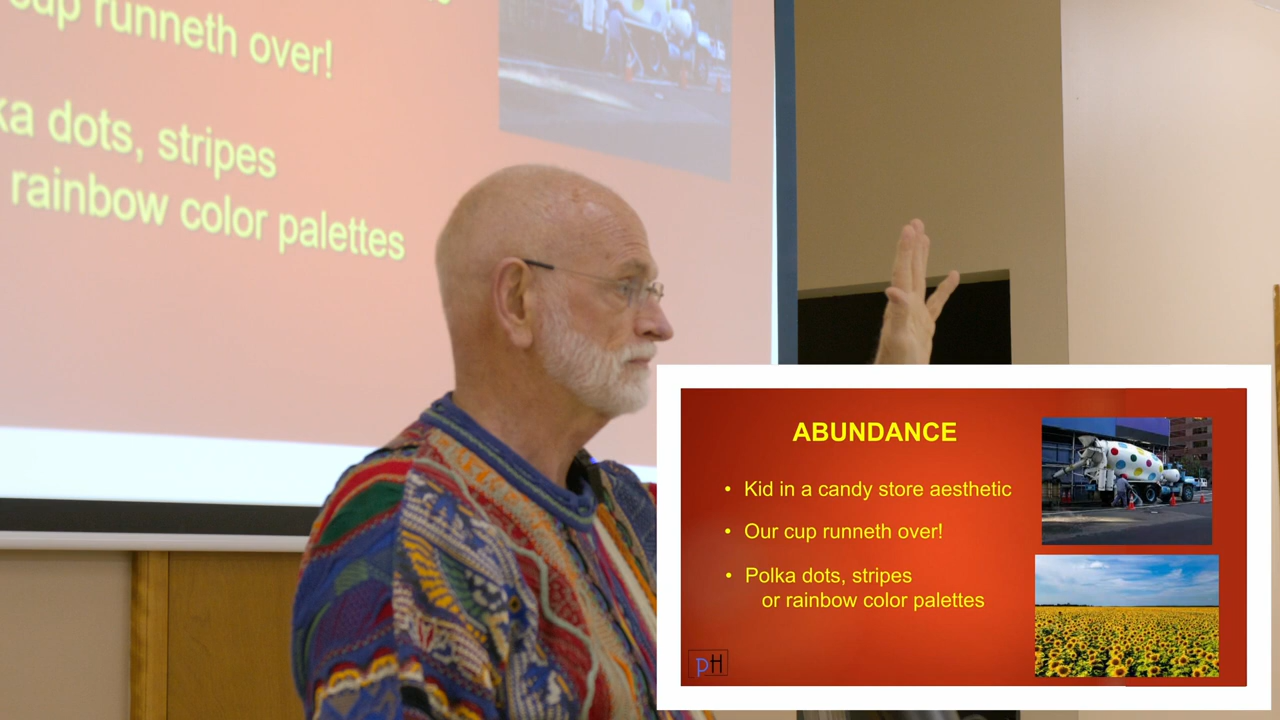 cup runneth over!
dots, stripes
rainbow color palettes
ABUNDANCE
• Kid in a candy store aesthetic
• Our cup runneth over!
• Polka dots, stripes
or rainbow color palettes
pH